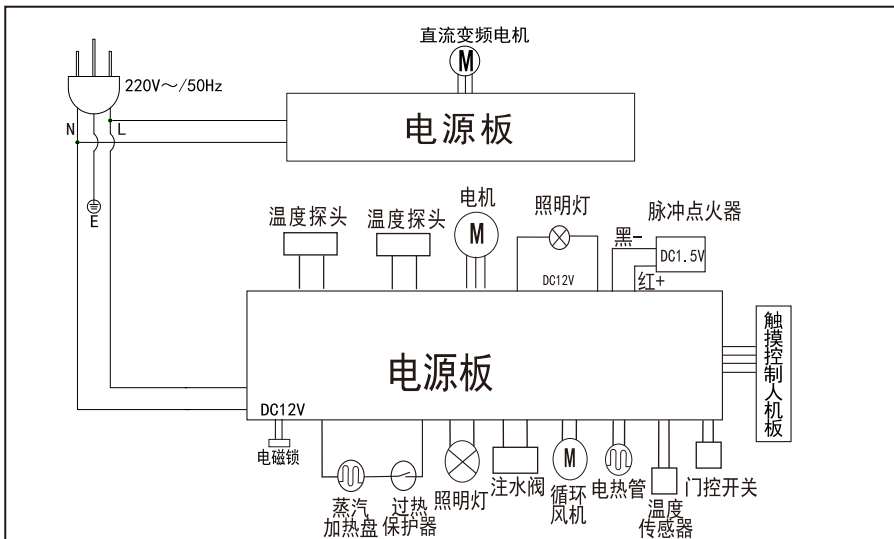 直流变频电机
M
220V～/50Hz
电源板
N
L
E
温度探头
温度探头
电机
M
照明灯
DC12V
脉冲点火器
黑-
DC1.5V
红+
电源板
触摸控制人机板
DC12V
电磁锁
蒸汽
加热盘
过热
保护器
照明灯
注水阀
M
循环
风机
电热管
温度
传感器
门控开关